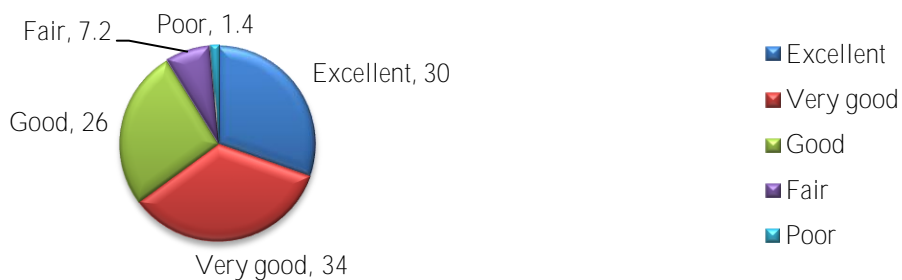 Poor, 1.4
Fair, 7.2
Excellent, 30
Good, 26
Very good, 34
Excellent
Very good
Good
Fair
Poor